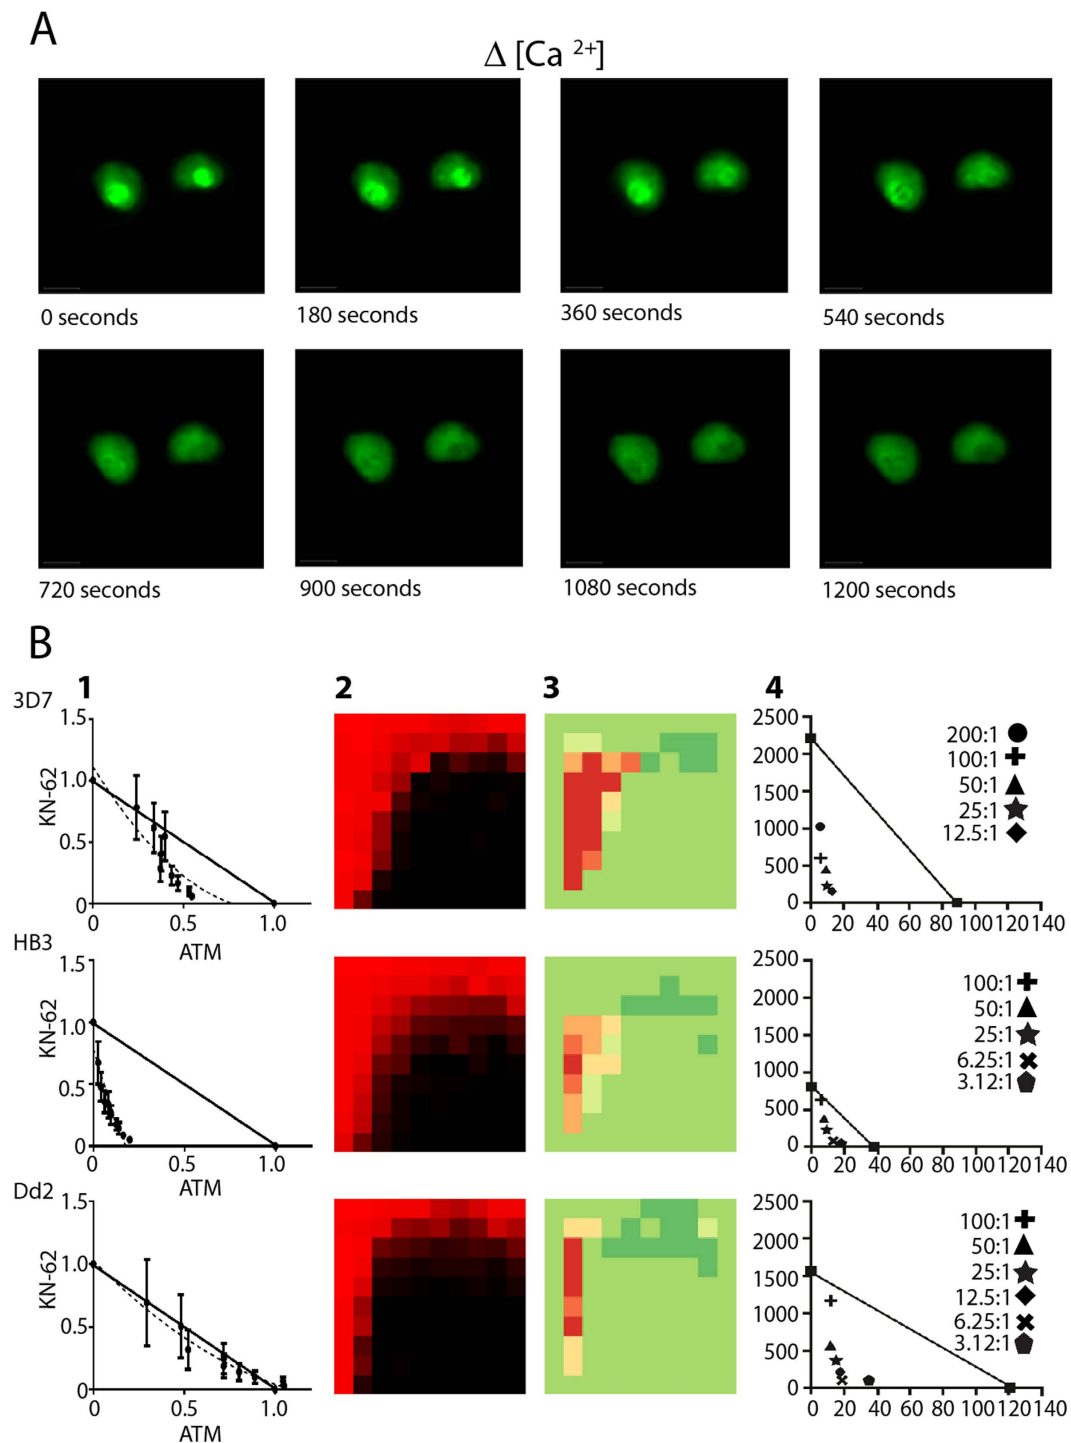 A
Δ [Ca 2+]
0 seconds
180 seconds
360 seconds
540 seconds
720 seconds
900 seconds
1080 seconds
1200 seconds
B
1
2
3
4
3D7
1.5
1.0
0.5
0
KN-62
0
0.5
1.0
ATM
2500
2000
1500
1000
500
0
0 20 40 60 80 100 120 140
200:1
100:1
50:1
25:1
12.5:1
HB3
1.5
1.0
0.5
0
KN-62
0
0.5
1.0
ATM
2500
2000
1500
1000
500
0
0 20 40 60 80 100 120 140
100:1
50:1
25:1
6.25:1
3.12:1
Dd2
1.5
1.0
0.5
0
KN-62
0
0.5
1.0
ATM
2500
2000
1500
1000
500
0
0 20 40 60 80 100 120 140
100:1
50:1
25:1
12.5:1
6.25:1
3.12:1